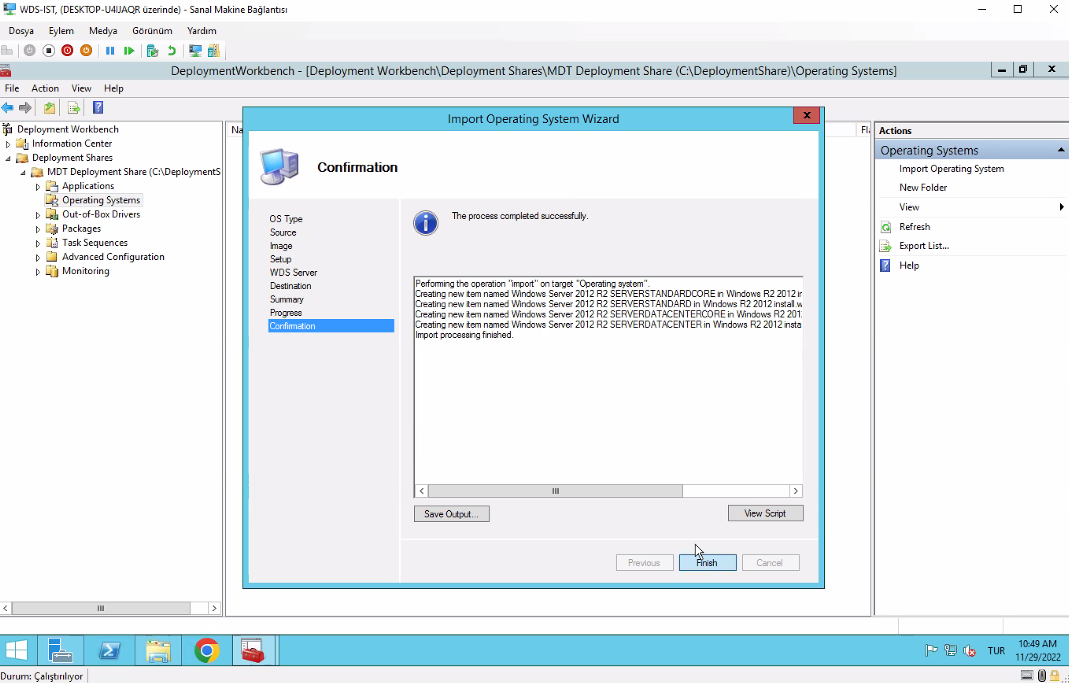 WDS-IST, (DESKTOP-U4IJAQR üzerinde) - Sanal Makine Bağlantısı
Dosya Eylem Medya Görünüm Yardım
DeploymentWorkbench - [Deployment Workbench\Deployment Shares\MDT Deployment Share (C:\DeploymentShare)\Operating Systems]
File Action View Help
Deployment Workbench
Information Center
Deployment Shares
MDT Deployment Share (C:\DeploymentS
Applications
Operating Systems
Out-of-Box Drivers
Packages
Task Sequences
Advanced Configuration
Monitoring
Na
Import Operating System Wizard
Confirmation
OS Type
Source
Image
Setup
WDS Server
Destination
Summary
Progress
Confirmation
The process completed successfully.
Performing the operation "import" on target "Operating system".
Creating new item named Windows Server 2012 R2 SERVERSTANDARDCORE in Windows R2 2012 ir
Creating new item named Windows Server 2012 R2 SERVERSTANDARD in Windows R2 2012 install.w
Creating new item named Windows Server 2012 R2 SERVERDATACENTERCORE in Windows R2 201
Creating new item named Windows Server 2012 R2 SERVERDATACENTER in Windows R2 2012 insta
Import processing finished.
Save Output...
View Script
Previous Finish Cancel
Actions
Operating Systems
Import Operating System
New Folder
View
Refresh
Export List...
Help
TUR
10:49 AM
11/29/2022
Durum: Çalıştırılıyor